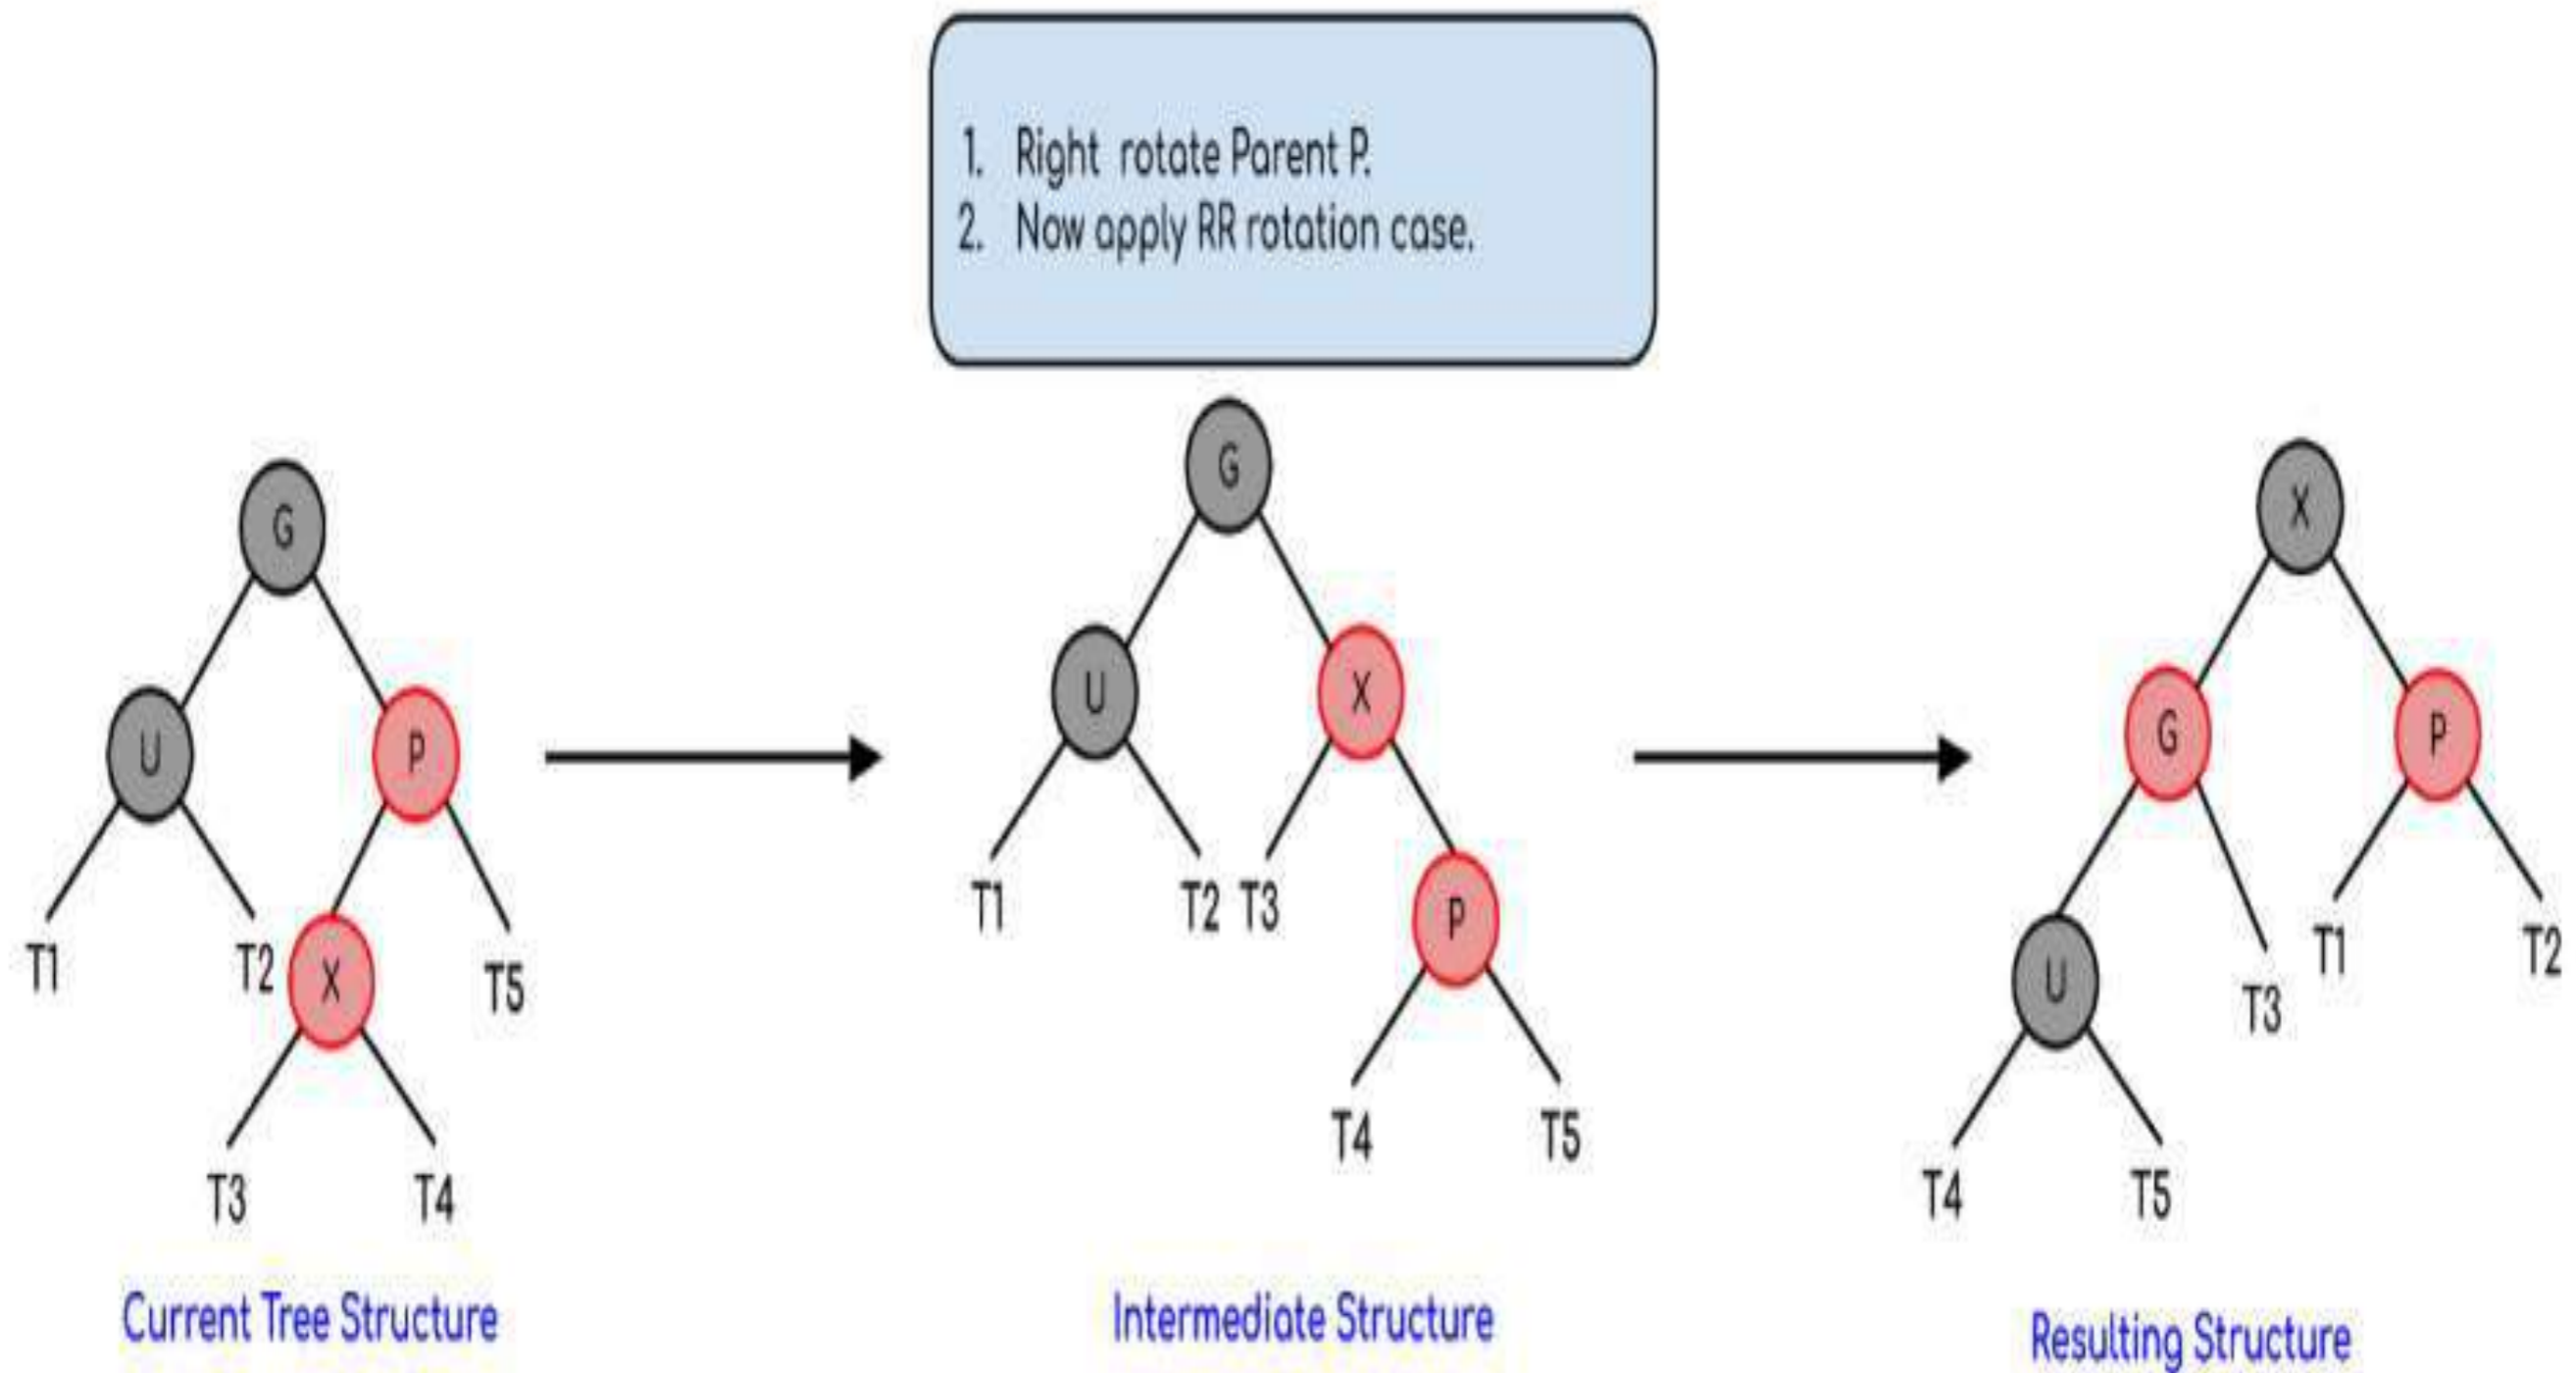 1. Right rotate Parent P.
2. Now apply RR rotation case.
G
U
P
T1
T2
X
T5
T3
T4
Current Tree Structure
G
U
X
T1
T2
T3
P
T4
T5
Intermediate Structure
X
G
P
U
T3
T1
T2
T4
T5
Resulting Structure